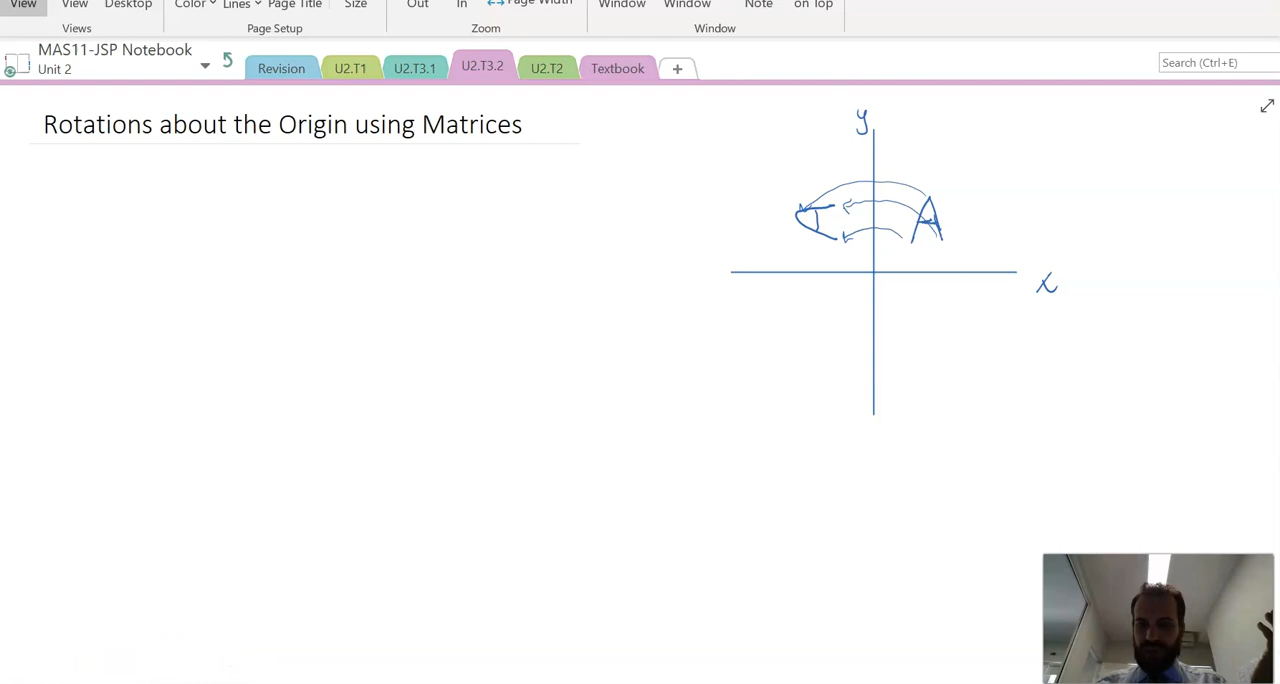 View View Desktop Color Lines Page Title Size Out In Page Width Window Window Note on Top
Views Page Setup Zoom Window
MAS11-JSP Notebook
Unit 2
Revision U2.T1 U2.T3.1 U2.T3.2 U2.T2 Textbook +
Search (Ctrl+E)
Rotations about the Origin using Matrices
y
A A
x